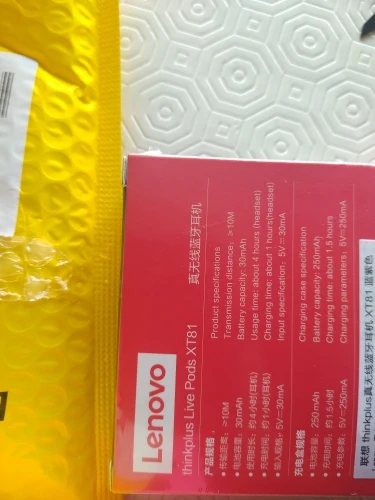 Lenovo
thinkplus Live Pods XT81 真无线蓝牙耳机
产品规格：
• 传输距离：≥10M
• 电池容量：30mAh
• 使用时长：约4小时(耳机)
• 充电时间：约1小时(耳机)
• 输入规格：5V⎓30mA
充电盒规格：
• 电池容量：250mAh
• 充电时间：约1.5小时
• 充电参数：5V⎓250mA
Product specifications
Transmission distance: ≥10M
Battery capacity: 30mAh
Usage time: about 4 hours (headset)
Charging time: about 1 hours(headset)
Input specification: 5V⎓30mA
Charging case specification
Battery capacity: 250mAh
Charging time: about 1.5 hours
Charging parameters: 5V⎓250mA
联想 thinkplus真无线蓝牙耳机 XT81 蓝紫色